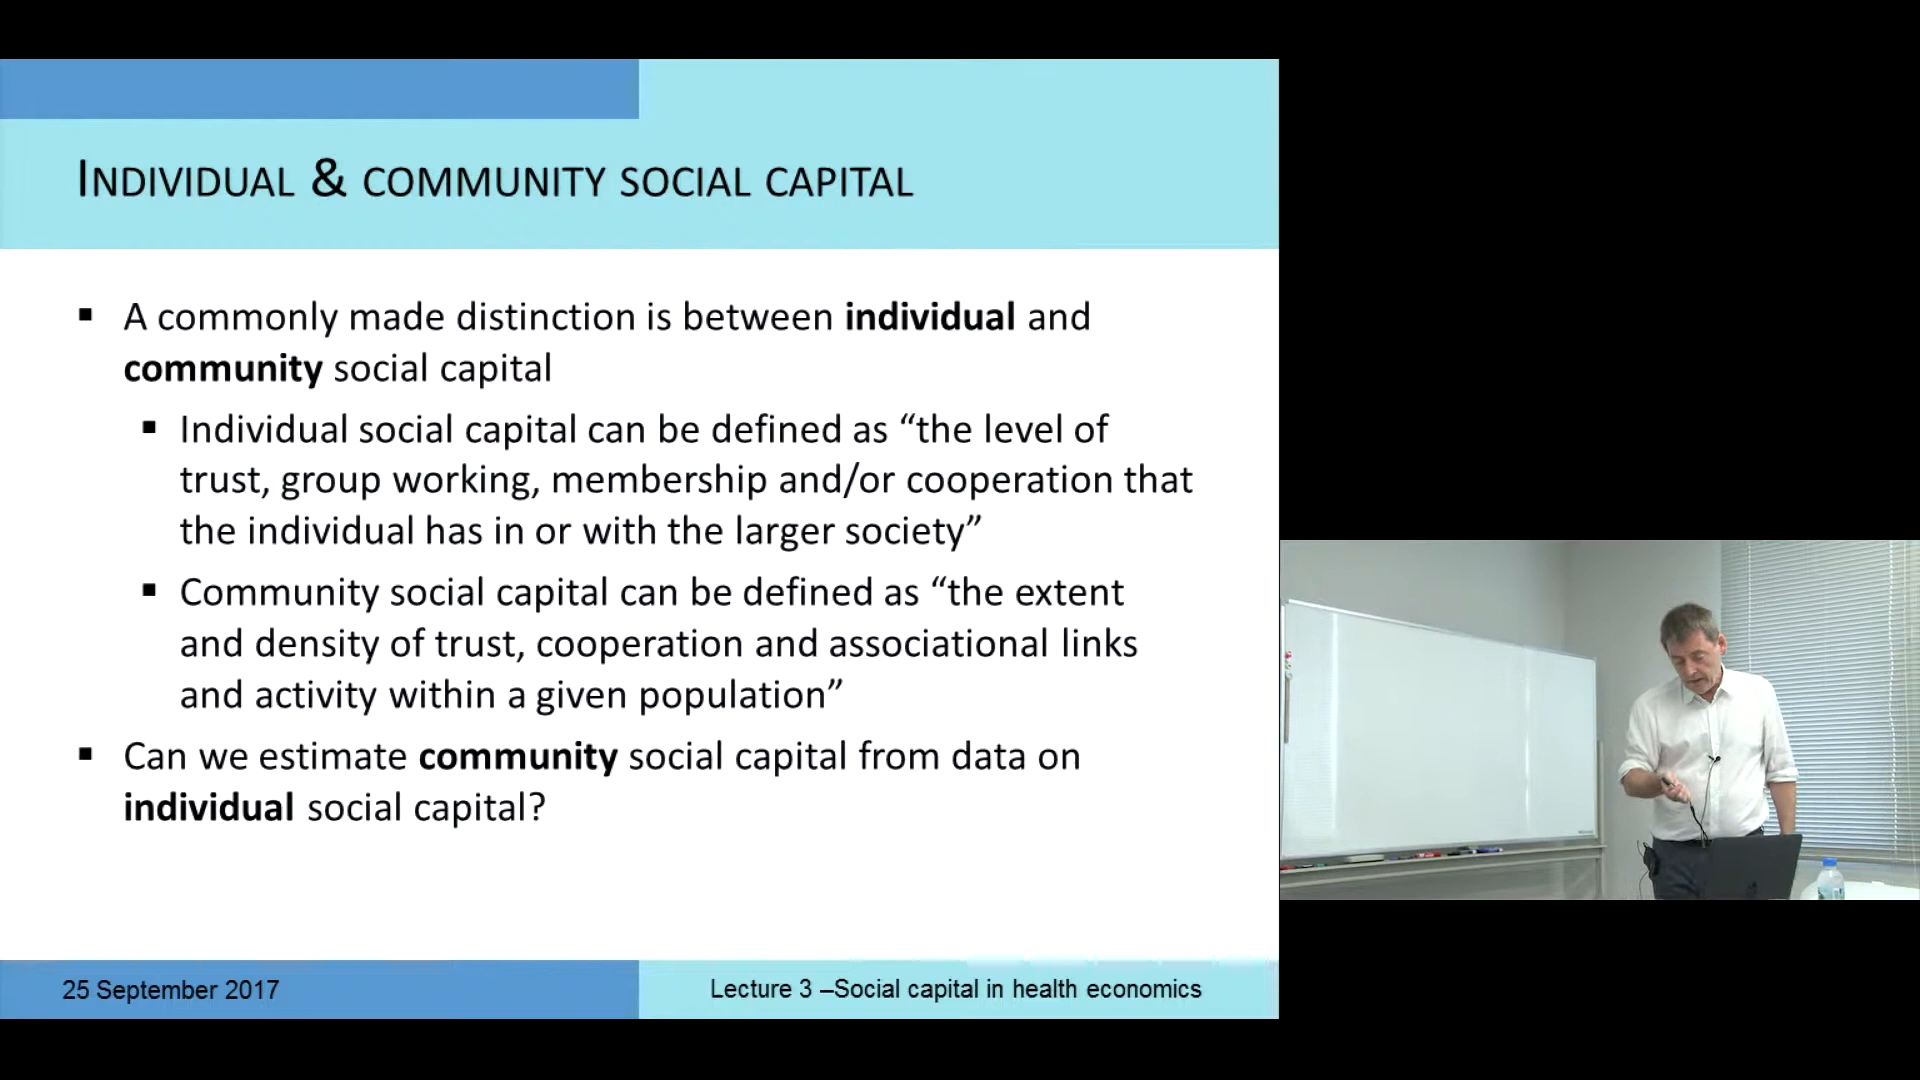 INDIVIDUAL & COMMUNITY SOCIAL CAPITAL
▪ A commonly made distinction is between individual and
community social capital
▪ Individual social capital can be defined as “the level of
trust, group working, membership and/or cooperation that
the individual has in or with the larger society”
▪ Community social capital can be defined as “the extent
and density of trust, cooperation and associational links
and activity within a given population”
▪ Can we estimate community social capital from data on
individual social capital?
25 September 2017
Lecture 3 –Social capital in health economics